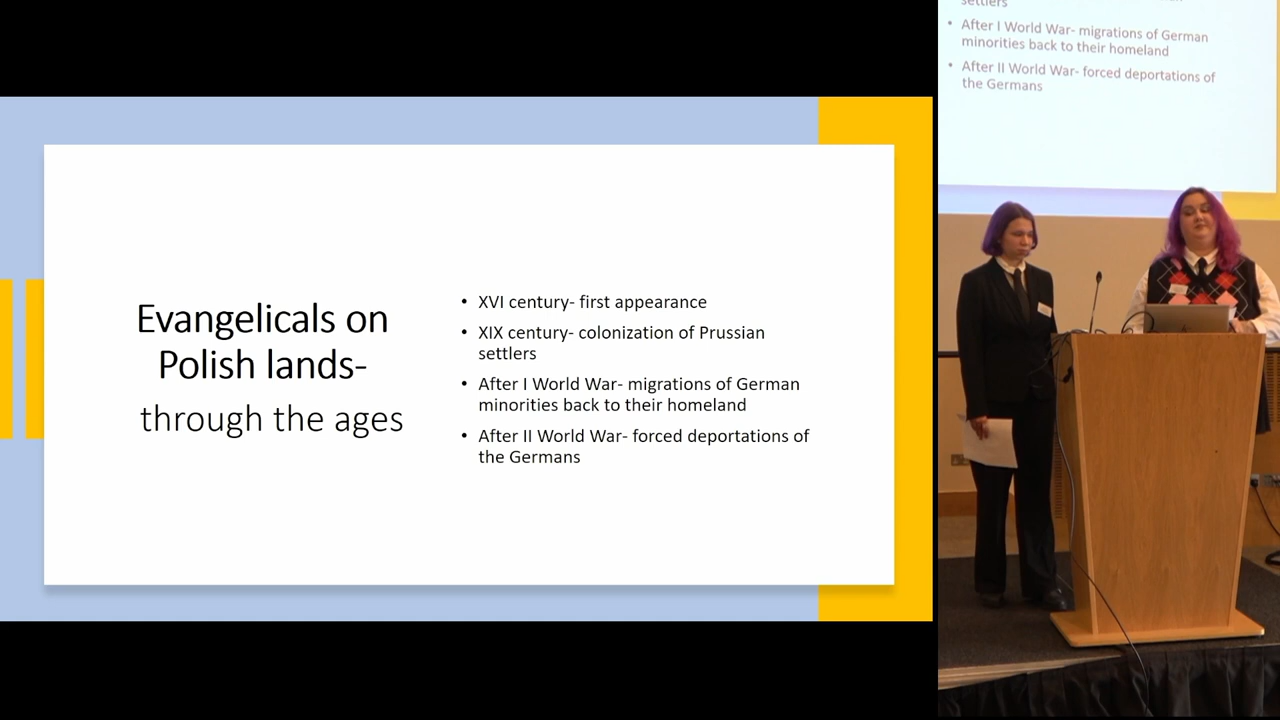 Evangelicals on
Polish lands-
through the ages
• XVI century- first appearance
• XIX century- colonization of Prussian
settlers
• After I World War- migrations of German
minorities back to their homeland
• After II World War- forced deportations of
the Germans
settlers
• After I World War- migrations of German
minorities back to their homeland
• After II World War- forced deportations of
the Germans